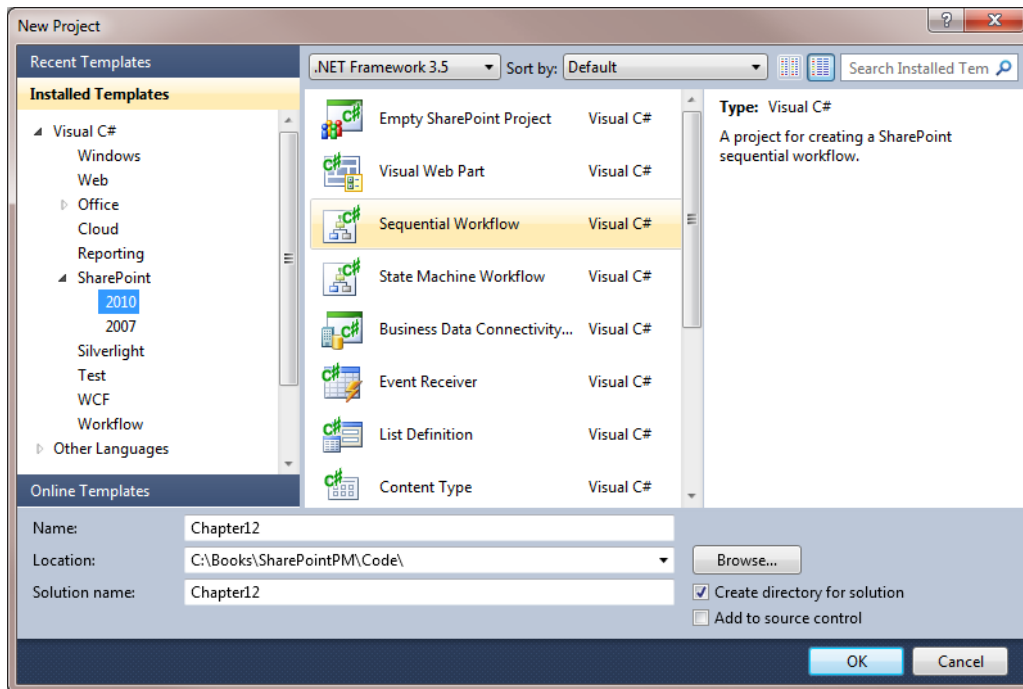 New Project
Recent Templates
Installed Templates
Visual C#
Windows
Web
Office
Cloud
Reporting
SharePoint
2010
2007
Silverlight
Test
WCF
Workflow
Other Languages
Online Templates
.NET Framework 3.5
Sort by: Default
Search Installed Tem
Empty SharePoint Project Visual C#
Visual Web Part Visual C#
Sequential Workflow Visual C#
State Machine Workflow Visual C#
Business Data Connectivity... Visual C#
Event Receiver Visual C#
List Definition Visual C#
Content Type Visual C#
Type: Visual C#
A project for creating a SharePoint
sequential workflow.
Name: Chapter12
Location: C:\Books\SharePointPM\Code\
Browse...
Solution name: Chapter12
Create directory for solution
Add to source control
OK Cancel